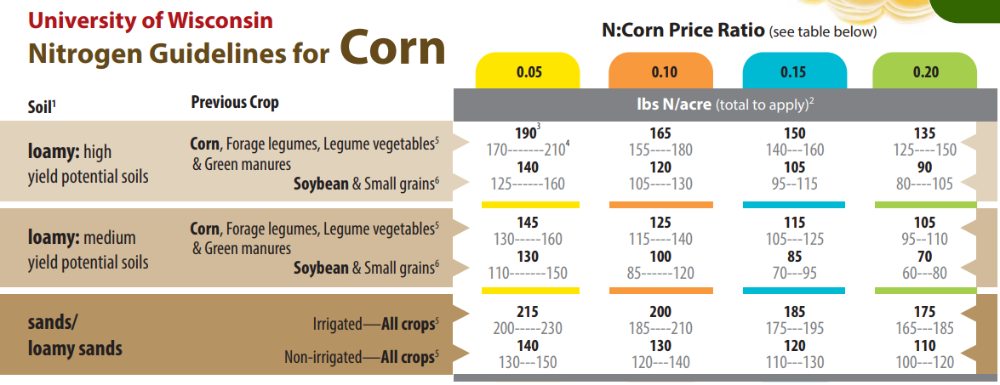 University of Wisconsin
Nitrogen Guidelines for Corn
N:Corn Price Ratio (see table below)
0.05 0.10 0.15 0.20
Soil¹ Previous Crop lbs N/acre (total to apply)²
loamy: high
yield potential soils
Corn, Forage legumes, Legume vegetables⁵
& Green manures
Soybean & Small grains⁶
190³ 165 150 135
170-------210⁴ 155----180 140---160 125----150
140 120 105 90
125------160 105----130 95--115 80----105
loamy: medium
yield potential soils
Corn, Forage legumes, Legume vegetables⁵
& Green manures
Soybean & Small grains⁶
145 125 115 105
130-----160 115----140 105---125 95--110
130 100 85 70
110-------150 85------120 70---95 60---80
sands/
loamy sands
Irrigated—All crops⁵
Non-irrigated—All crops⁵
215 200 185 175
200-----230 185----210 175---195 165---185
140 130 120 110
130---150 120---140 110---130 100---120